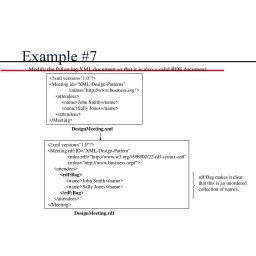 Example #7
Modify the following XML document so that it is also a valid RDF document:
<?xml version="1.0"?>
<Meeting id="XML-Design-Patterns"
xmlns="http://www.business.org">
<attendees>
<name>John Smith</name>
<name>Sally Jones</name>
</attendees>
</Meeting>
DesignMeeting.xml
<?xml version="1.0"?>
<Meeting rdf:ID="XML-Design-Pattern"
xmlns:rdf="http://www.w3.org/1999/02/22-rdf-syntax-ns#"
xmlns="http://www.business.org#">
<attendees>
<rdf:Bag>
<name>John Smith</name>
<name>Sally Jones</name>
</rdf:Bag>
</attendees>
</Meeting>
rdf:Bag makes it clear
that this is an unordered
collection of names.
DesignMeeting.rdf